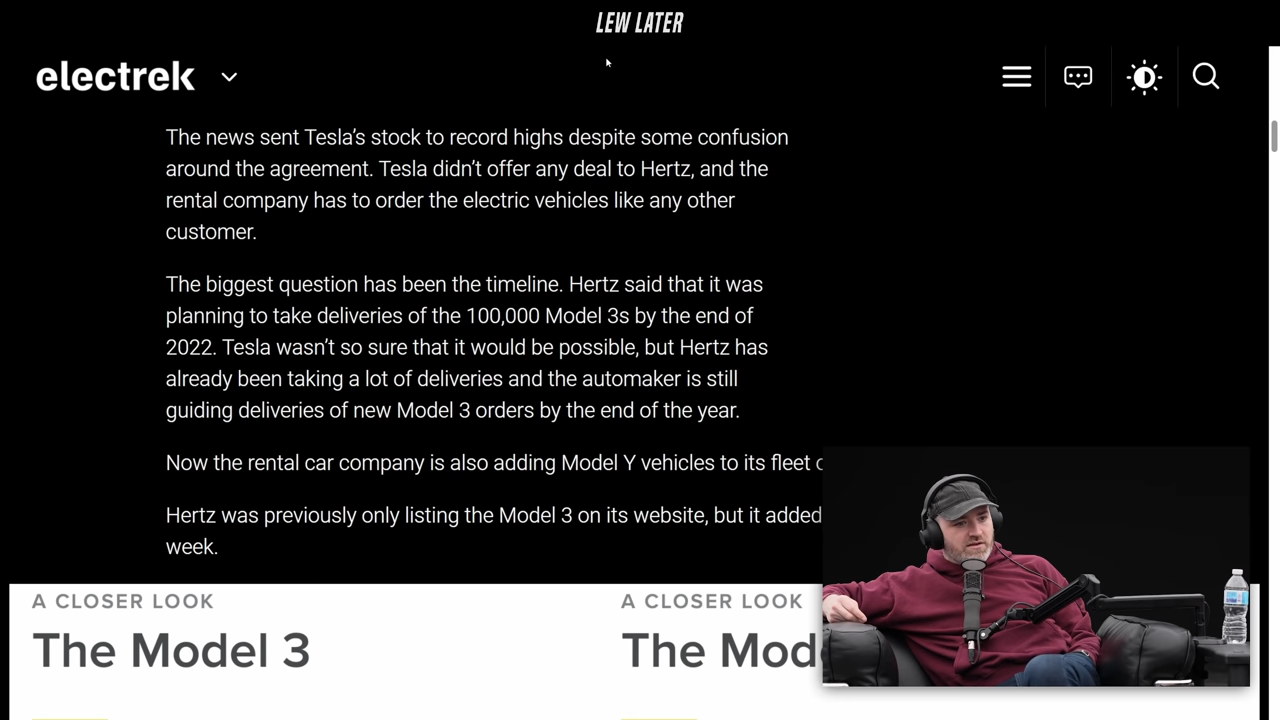 LEW LATER
electrek
The news sent Tesla’s stock to record highs despite some confusion
around the agreement. Tesla didn’t offer any deal to Hertz, and the
rental company has to order the electric vehicles like any other
customer.
The biggest question has been the timeline. Hertz said that it was
planning to take deliveries of the 100,000 Model 3s by the end of
2022. Tesla wasn’t so sure that it would be possible, but Hertz has
already been taking a lot of deliveries and the automaker is still
guiding deliveries of new Model 3 orders by the end of the year.
Now the rental car company is also adding Model Y vehicles to its fleet
Hertz was previously only listing the Model 3 on its website, but it added
week.
A CLOSER LOOK
The Model 3
A CLOSER LOOK
The